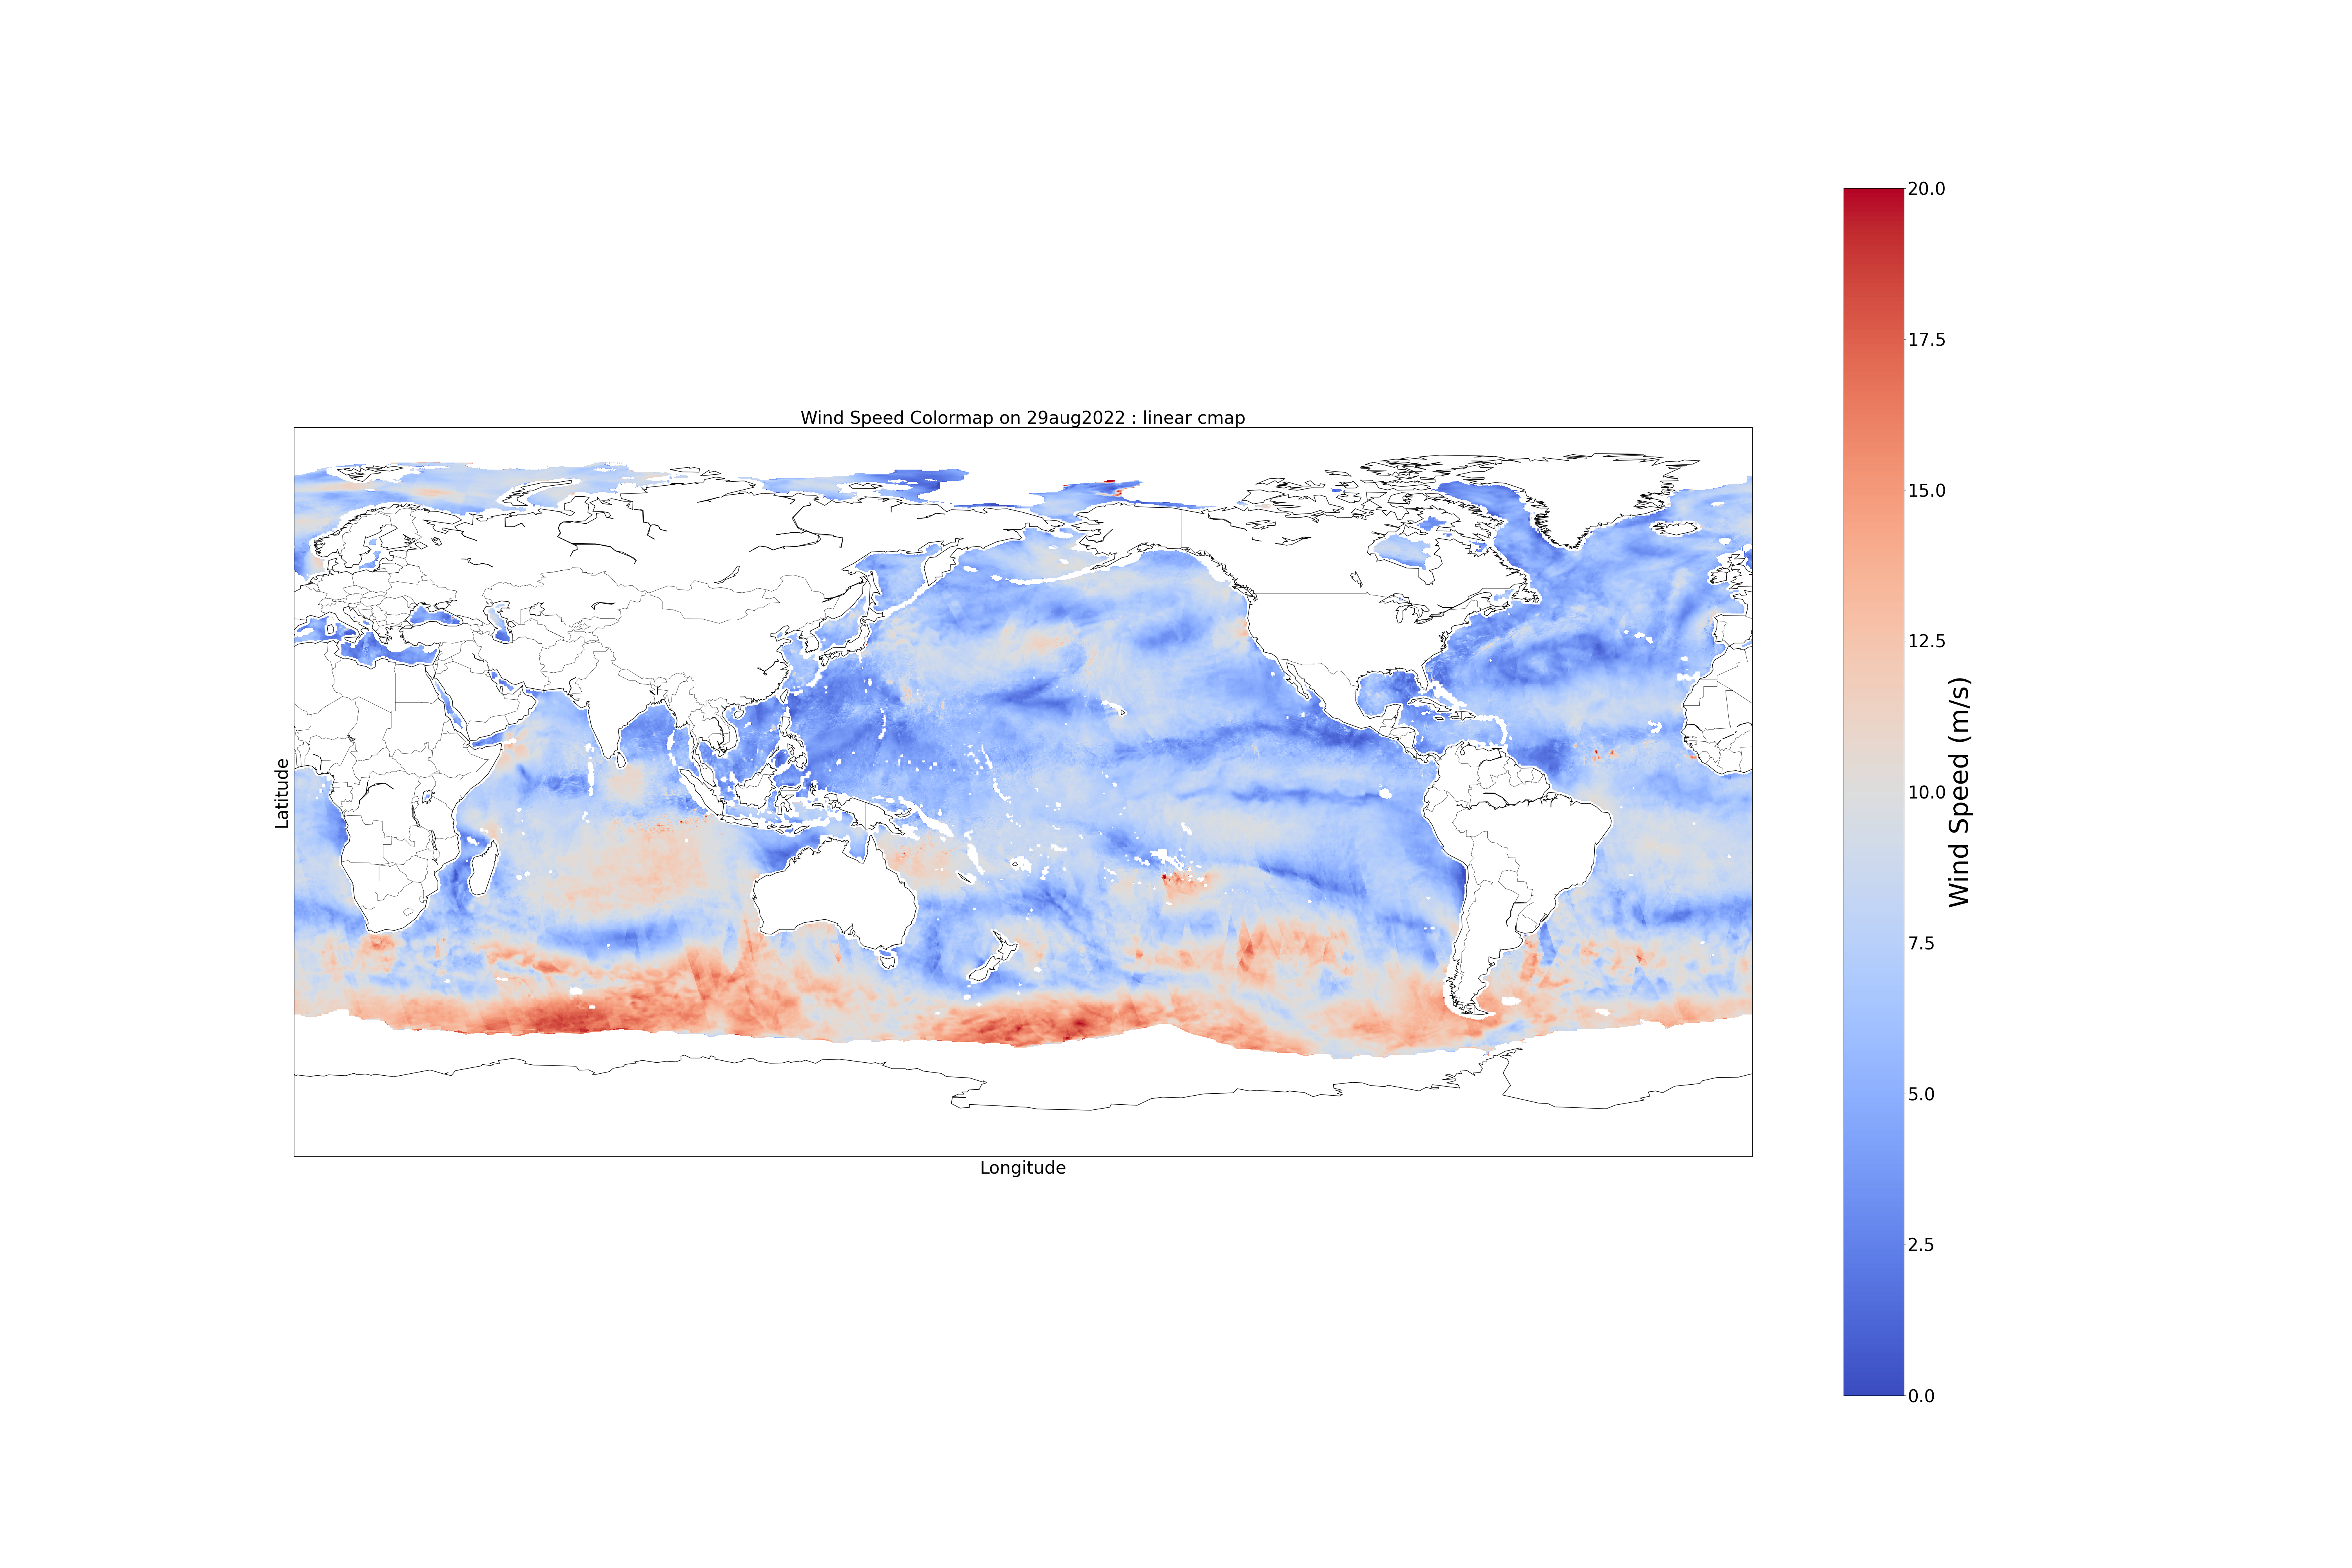 Wind Speed Colormap on 29aug2022 : linear cmap
Latitude
Longitude
20.0
17.5
15.0
12.5
10.0
7.5
5.0
2.5
0.0
Wind Speed (m/s)